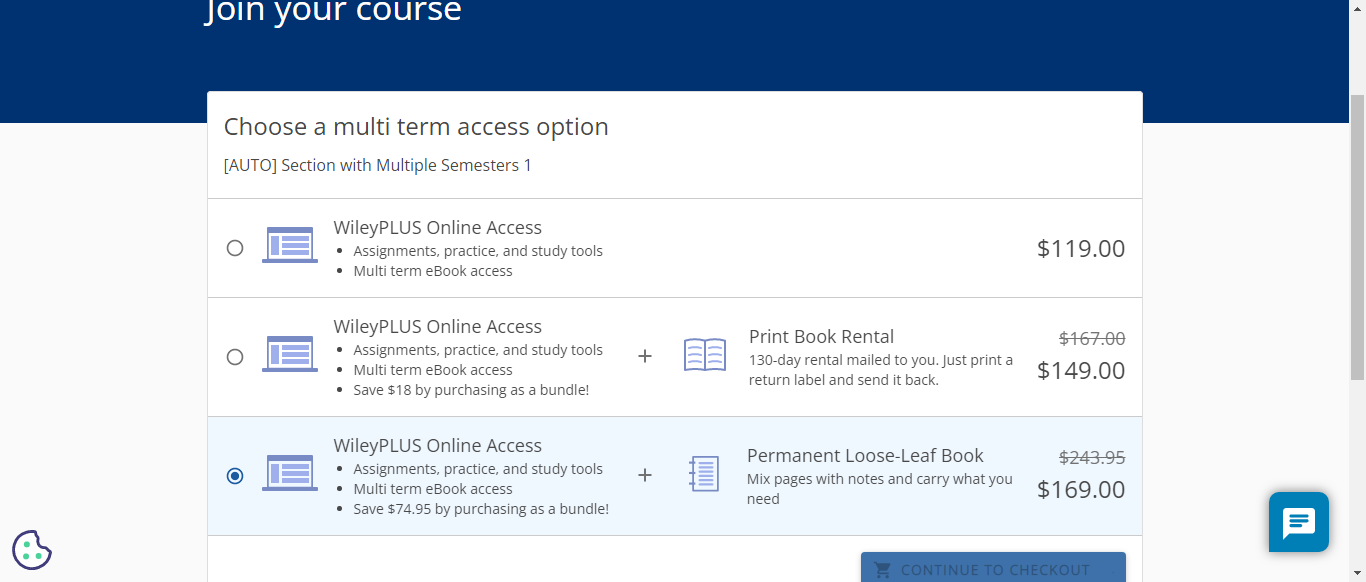 Join your course
Choose a multi term access option
[AUTO] Section with Multiple Semesters 1
WileyPLUS Online Access
Assignments, practice, and study tools
Multi term eBook access
$119.00
WileyPLUS Online Access
Assignments, practice, and study tools
Multi term eBook access
Save $18 by purchasing as a bundle!
+
Print Book Rental
130-day rental mailed to you. Just print a
return label and send it back.
$167.00
$149.00
WileyPLUS Online Access
Assignments, practice, and study tools
Multi term eBook access
Save $74.95 by purchasing as a bundle!
+
Permanent Loose-Leaf Book
Mix pages with notes and carry what you
need
$243.95
$169.00
CONTINUE TO CHECKOUT